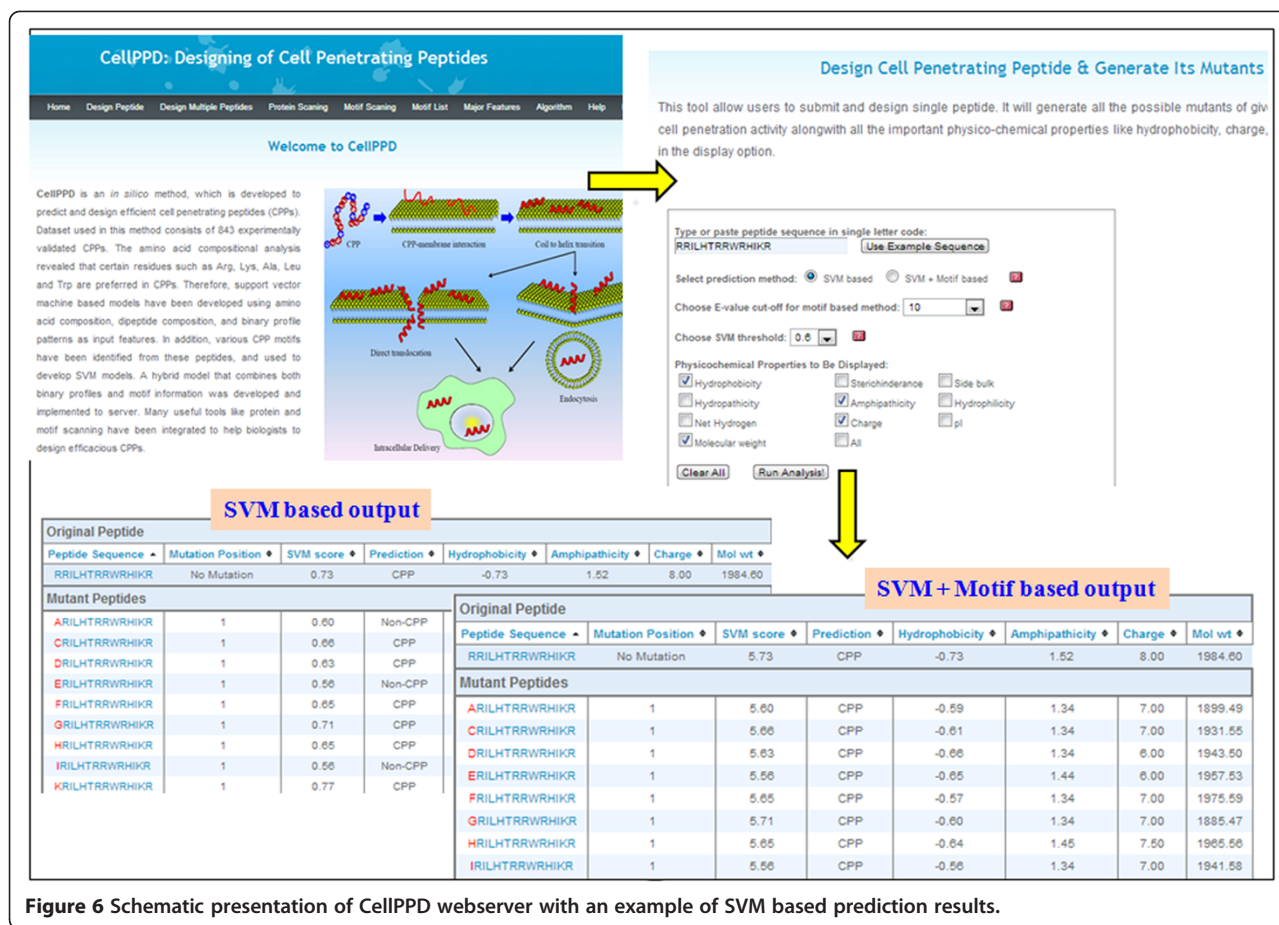 CellPPD: Designing of Cell Penetrating Peptides
Home Design Peptide Design Multiple Peptides Protein Scaning Motif Scaning Motif List Major Features Algorithm Help
Welcome to CellPPD
CellPPD is an in silico method, which is developed to
predict and design efficient cell penetrating peptides (CPPs).
Dataset used in this method consists of 843 experimentally
validated CPPs. The amino acid compositional analysis
revealed that certain residues such as Arg, Lys, Ala, Leu
and Trp are preferred in CPPs. Therefore, support vector
machine based models have been developed using amino
acid composition, dipeptide composition, and binary profile
patterns as input features. In addition, various CPP motifs
have been identified from these peptides, and used to
develop SVM models. A hybrid model that combines both
binary profiles and motif information was developed and
implemented to server. Many useful tools like protein and
motif scanning have been integrated to help biologists to
design efficacious CPPs.
CPP CPP-membrane interaction Coil to helix transition
Direct translocation
Endocytosis
Intracellular Delivery
Design Cell Penetrating Peptide & Generate Its Mutants
This tool allow users to submit and design single peptide. It will generate all the possible mutants of giv
cell penetration activity alongwith all the important physico-chemical properties like hydrophobicity, charge,
in the display option.
Type or paste peptide sequence in single letter code:
RRILHTRRWRHIKR Use Example Sequence
Select prediction method: SVM based SVM + Motif based ?
Choose E-value cut-off for motif based method: 10 ?
Choose SVM threshold: 0.6 ?
Physicochemical Properties to Be Displayed:
Hydrophobicity Sterichinderance Side bulk
Hydropathicity Amphipathicity Hydrophilicity
Net Hydrogen Charge pI
Molecular weight All
Clear All Run Analysis!
SVM based output
Original Peptide
Peptide Sequence Mutation Position SVM score Prediction Hydrophobicity Amphipathicity Charge Mol wt
RRILHTRRWRHIKR No Mutation 0.73 CPP -0.73 1.52 8.00 1984.60
Mutant Peptides
ARILHTRRWRHIKR 1 0.60 Non-CPP
CRILHTRRWRHIKR 1 0.66 CPP
DRILHTRRWRHIKR 1 0.63 CPP
ERILHTRRWRHIKR 1 0.56 Non-CPP
FRILHTRRWRHIKR 1 0.65 CPP
GRILHTRRWRHIKR 1 0.71 CPP
HRILHTRRWRHIKR 1 0.65 CPP
IRILHTRRWRHIKR 1 0.56 Non-CPP
KRILHTRRWRHIKR 1 0.77 CPP
SVM + Motif based output
Original Peptide
Peptide Sequence Mutation Position SVM score Prediction Hydrophobicity Amphipathicity Charge Mol wt
RRILHTRRWRHIKR No Mutation 5.73 CPP -0.73 1.52 8.00 1984.60
Mutant Peptides
ARILHTRRWRHIKR 1 5.60 CPP -0.59 1.34 7.00 1899.49
CRILHTRRWRHIKR 1 5.66 CPP -0.61 1.34 7.00 1931.55
DRILHTRRWRHIKR 1 5.63 CPP -0.66 1.34 6.00 1943.50
ERILHTRRWRHIKR 1 5.56 CPP -0.65 1.44 6.00 1957.53
FRILHTRRWRHIKR 1 5.65 CPP -0.57 1.34 7.00 1975.59
GRILHTRRWRHIKR 1 5.71 CPP -0.60 1.34 7.00 1885.47
HRILHTRRWRHIKR 1 5.65 CPP -0.64 1.45 7.50 1965.56
IRILHTRRWRHIKR 1 5.56 CPP -0.56 1.34 7.00 1941.58
Figure 6 Schematic presentation of CellPPD webserver with an example of SVM based prediction results.